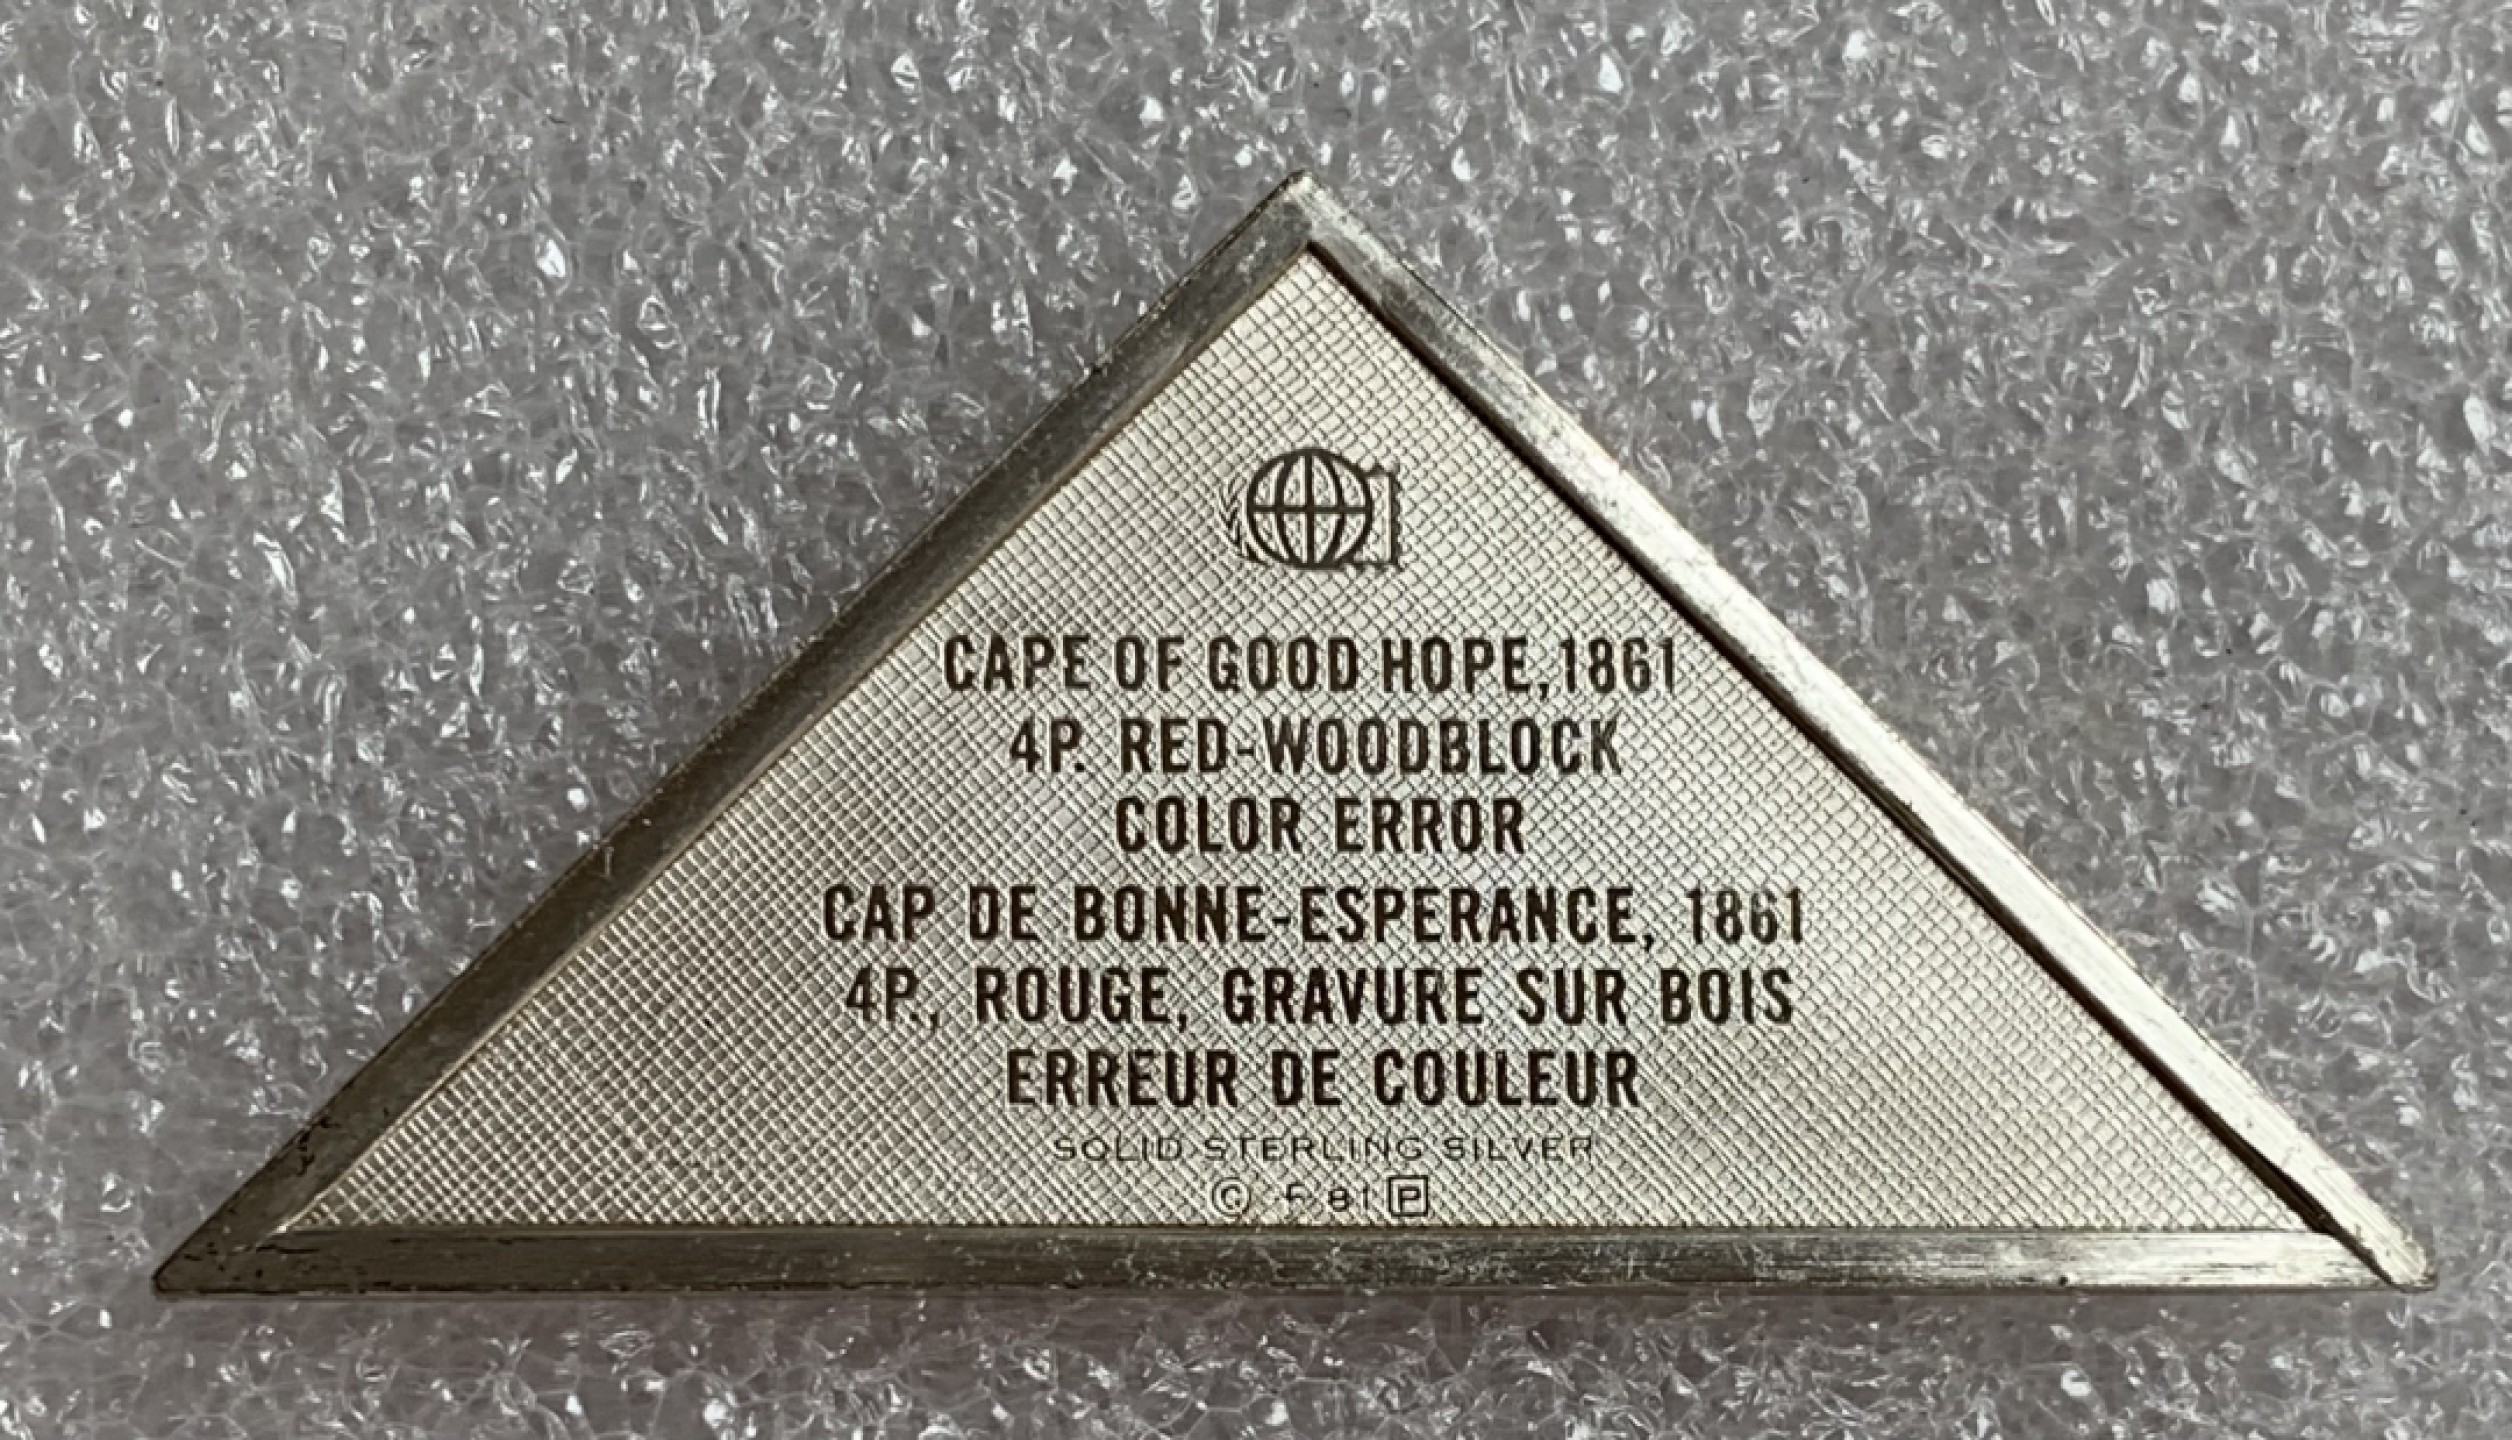 CAPE OF GOOD HOPE, 1861
4P. RED-WOODBLOCK
COLOR ERROR
CAP DE BONNE-ESPERANCE, 1861
4P., ROUGE, GRAVURE SUR BOIS
ERREUR DE COULEUR
SOLID STERLING SILVER
© F 81 P